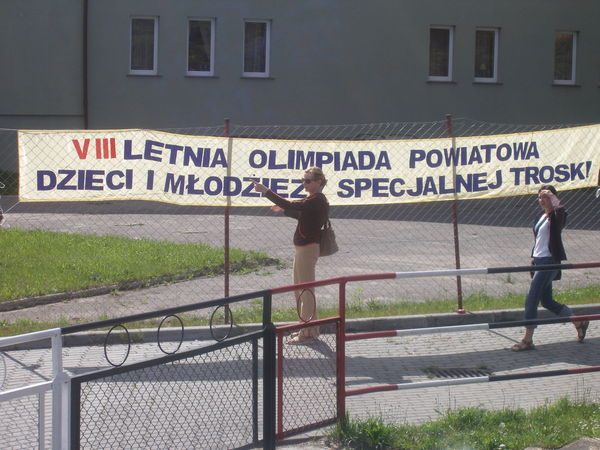 VIII LETNIA OLIMPIADA POWIATOWA
DZIECI I MŁODZIEŻY SPECJALNEJ TROSKI